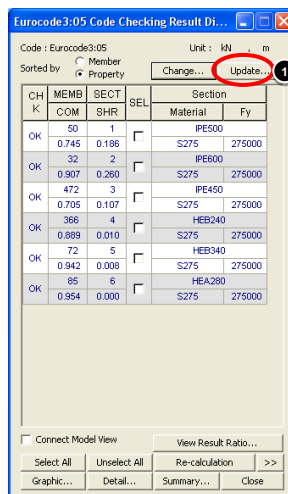 Eurocode3:05 Code Checking Result Di...
Code : Eurocode3:05 Unit : kN , m
Sorted by Member
Property
Change... Update... 1
CHK MEMB SECT SEL Section
COM SHR Material Fy
OK 50 1 IPE500
0.745 0.186 S275 275000
OK 32 2 IPE600
0.907 0.260 S275 275000
OK 472 3 IPE450
0.705 0.107 S275 275000
OK 366 4 HEB240
0.889 0.010 S275 275000
OK 72 5 HEB340
0.942 0.008 S275 275000
OK 85 6 HEA280
0.954 0.000 S275 275000
Connect Model View View Result Ratio...
Select All Unselect All Re-calculation >>
Graphic... Detail... Summary... Close